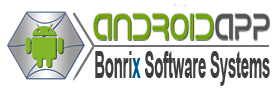 ANDROIDAPP
Bonrix Software Systems